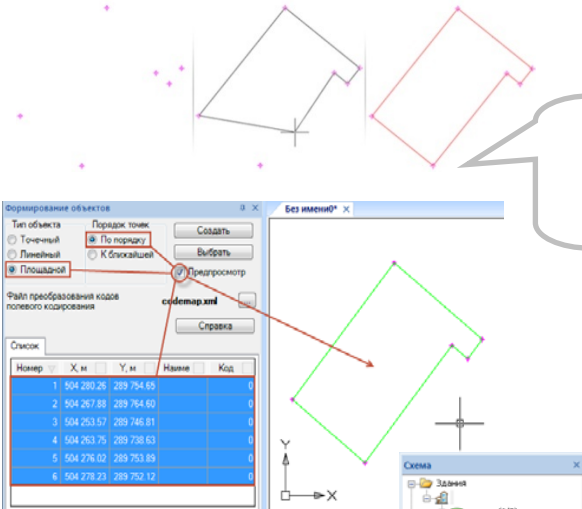 Формирование объектов
Без имени0*
Тип объекта
Порядок точек
Точечный
Линейный
Площадной
По порядку
К ближайшей
Создать
Выбрать
Предпросмотр
Файл преобразования кодов
полевого кодирования
codemap.xml
...
Справка
Список
Номер X, м Y, м Наиме Код
1 504 280.26 289 754.65 0
2 504 267.88 289 764.60 0
3 504 253.57 289 746.81 0
4 504 263.75 289 738.63 0
5 504 276.02 289 753.89 0
6 504 278.23 289 752.12 0
Y
X
Схема
Здания